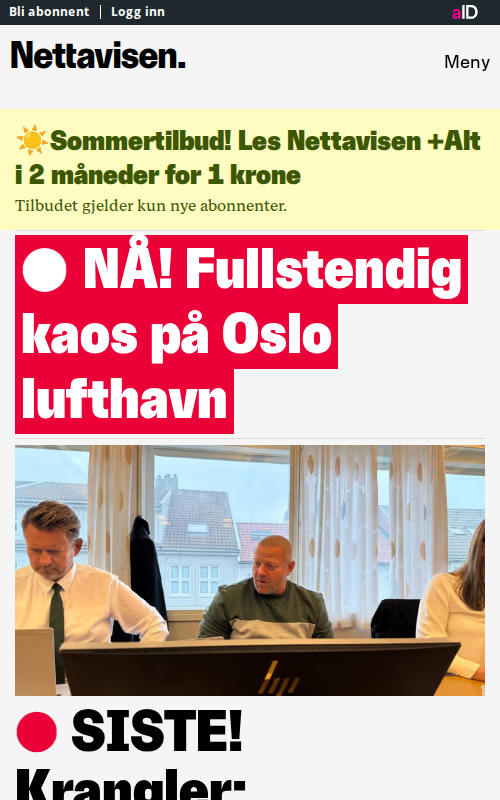 Bli abonnent | Logg inn
aID
Nettavisen.
Meny
☀️Sommertilbud! Les Nettavisen +Alt
i 2 måneder for 1 krone
Tilbudet gjelder kun nye abonnenter.
NÅ! Fullstendig
kaos på Oslo
lufthavn
hp
SISTE!
Krangler: